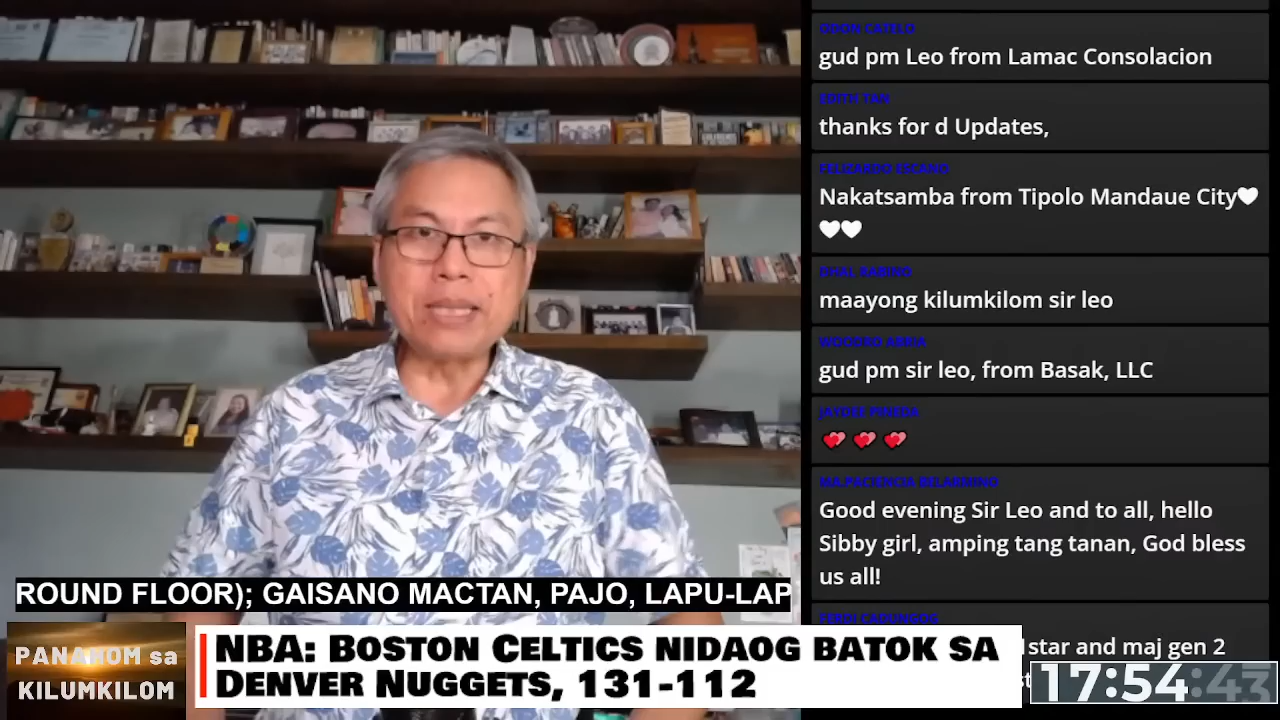 gud pm Leo from Lamac Consolacion
thanks for d Updates,
Nakatsamba from Tipolo Mandaue City🤍
🤍🤍
maayong kilumkilom sir leo
gud pm sir leo, from Basak, LLC
💕 💕 💕
Good evening Sir Leo and to all, hello
Sibby girl, amping tang tanan, God bless
us all!
star and maj gen 2
ROUND FLOOR); GAISANO MACTAN, PAJO, LAPU-LAP
PANAHOM sa
KILUMKILOM
NBA: BOSTON CELTICS NIDAOG BATOK SA
DENVER NUGGETS, 131-112
17:54:43